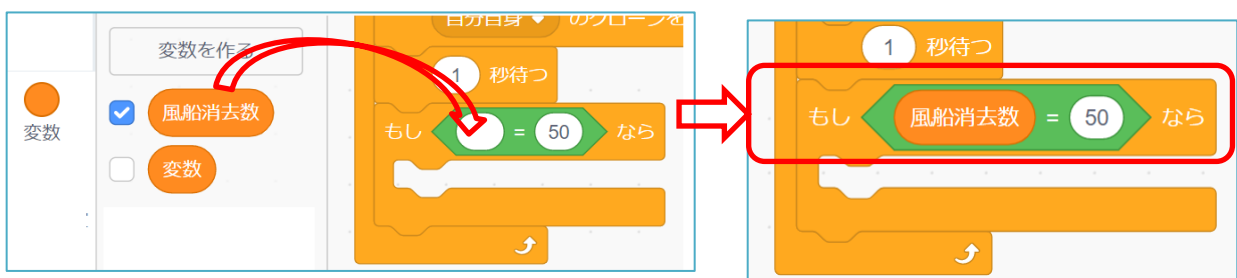 自分自身 のクローンを
変数を作る
1 秒待つ
風船消去数
変数
もし = 50 なら
変数
1 秒待つ
もし 風船消去数 = 50 なら